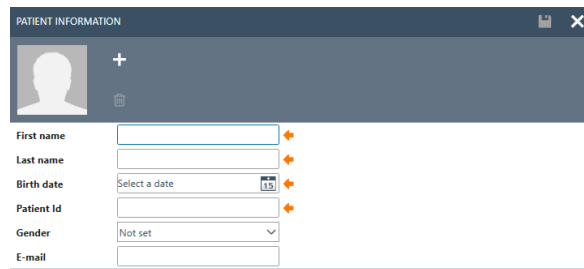 PATIENT INFORMATION
First name
Last name
Birth date Select a date 15
Patient Id
Gender Not set
E-mail